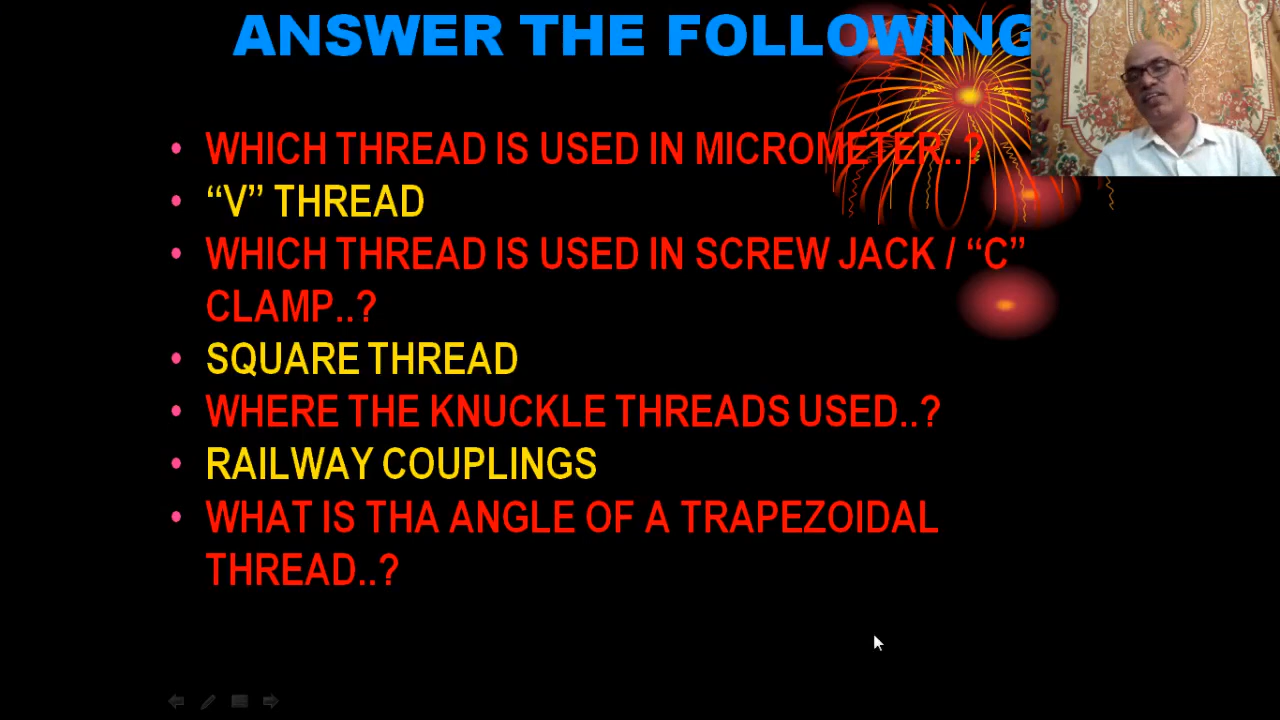 ANSWER THE FOLLOWING
• WHICH THREAD IS USED IN MICROMETER..?
• “V” THREAD
• WHICH THREAD IS USED IN SCREW JACK / “C”
CLAMP..?
• SQUARE THREAD
• WHERE THE KNUCKLE THREADS USED..?
• RAILWAY COUPLINGS
• WHAT IS THA ANGLE OF A TRAPEZOIDAL
THREAD..?